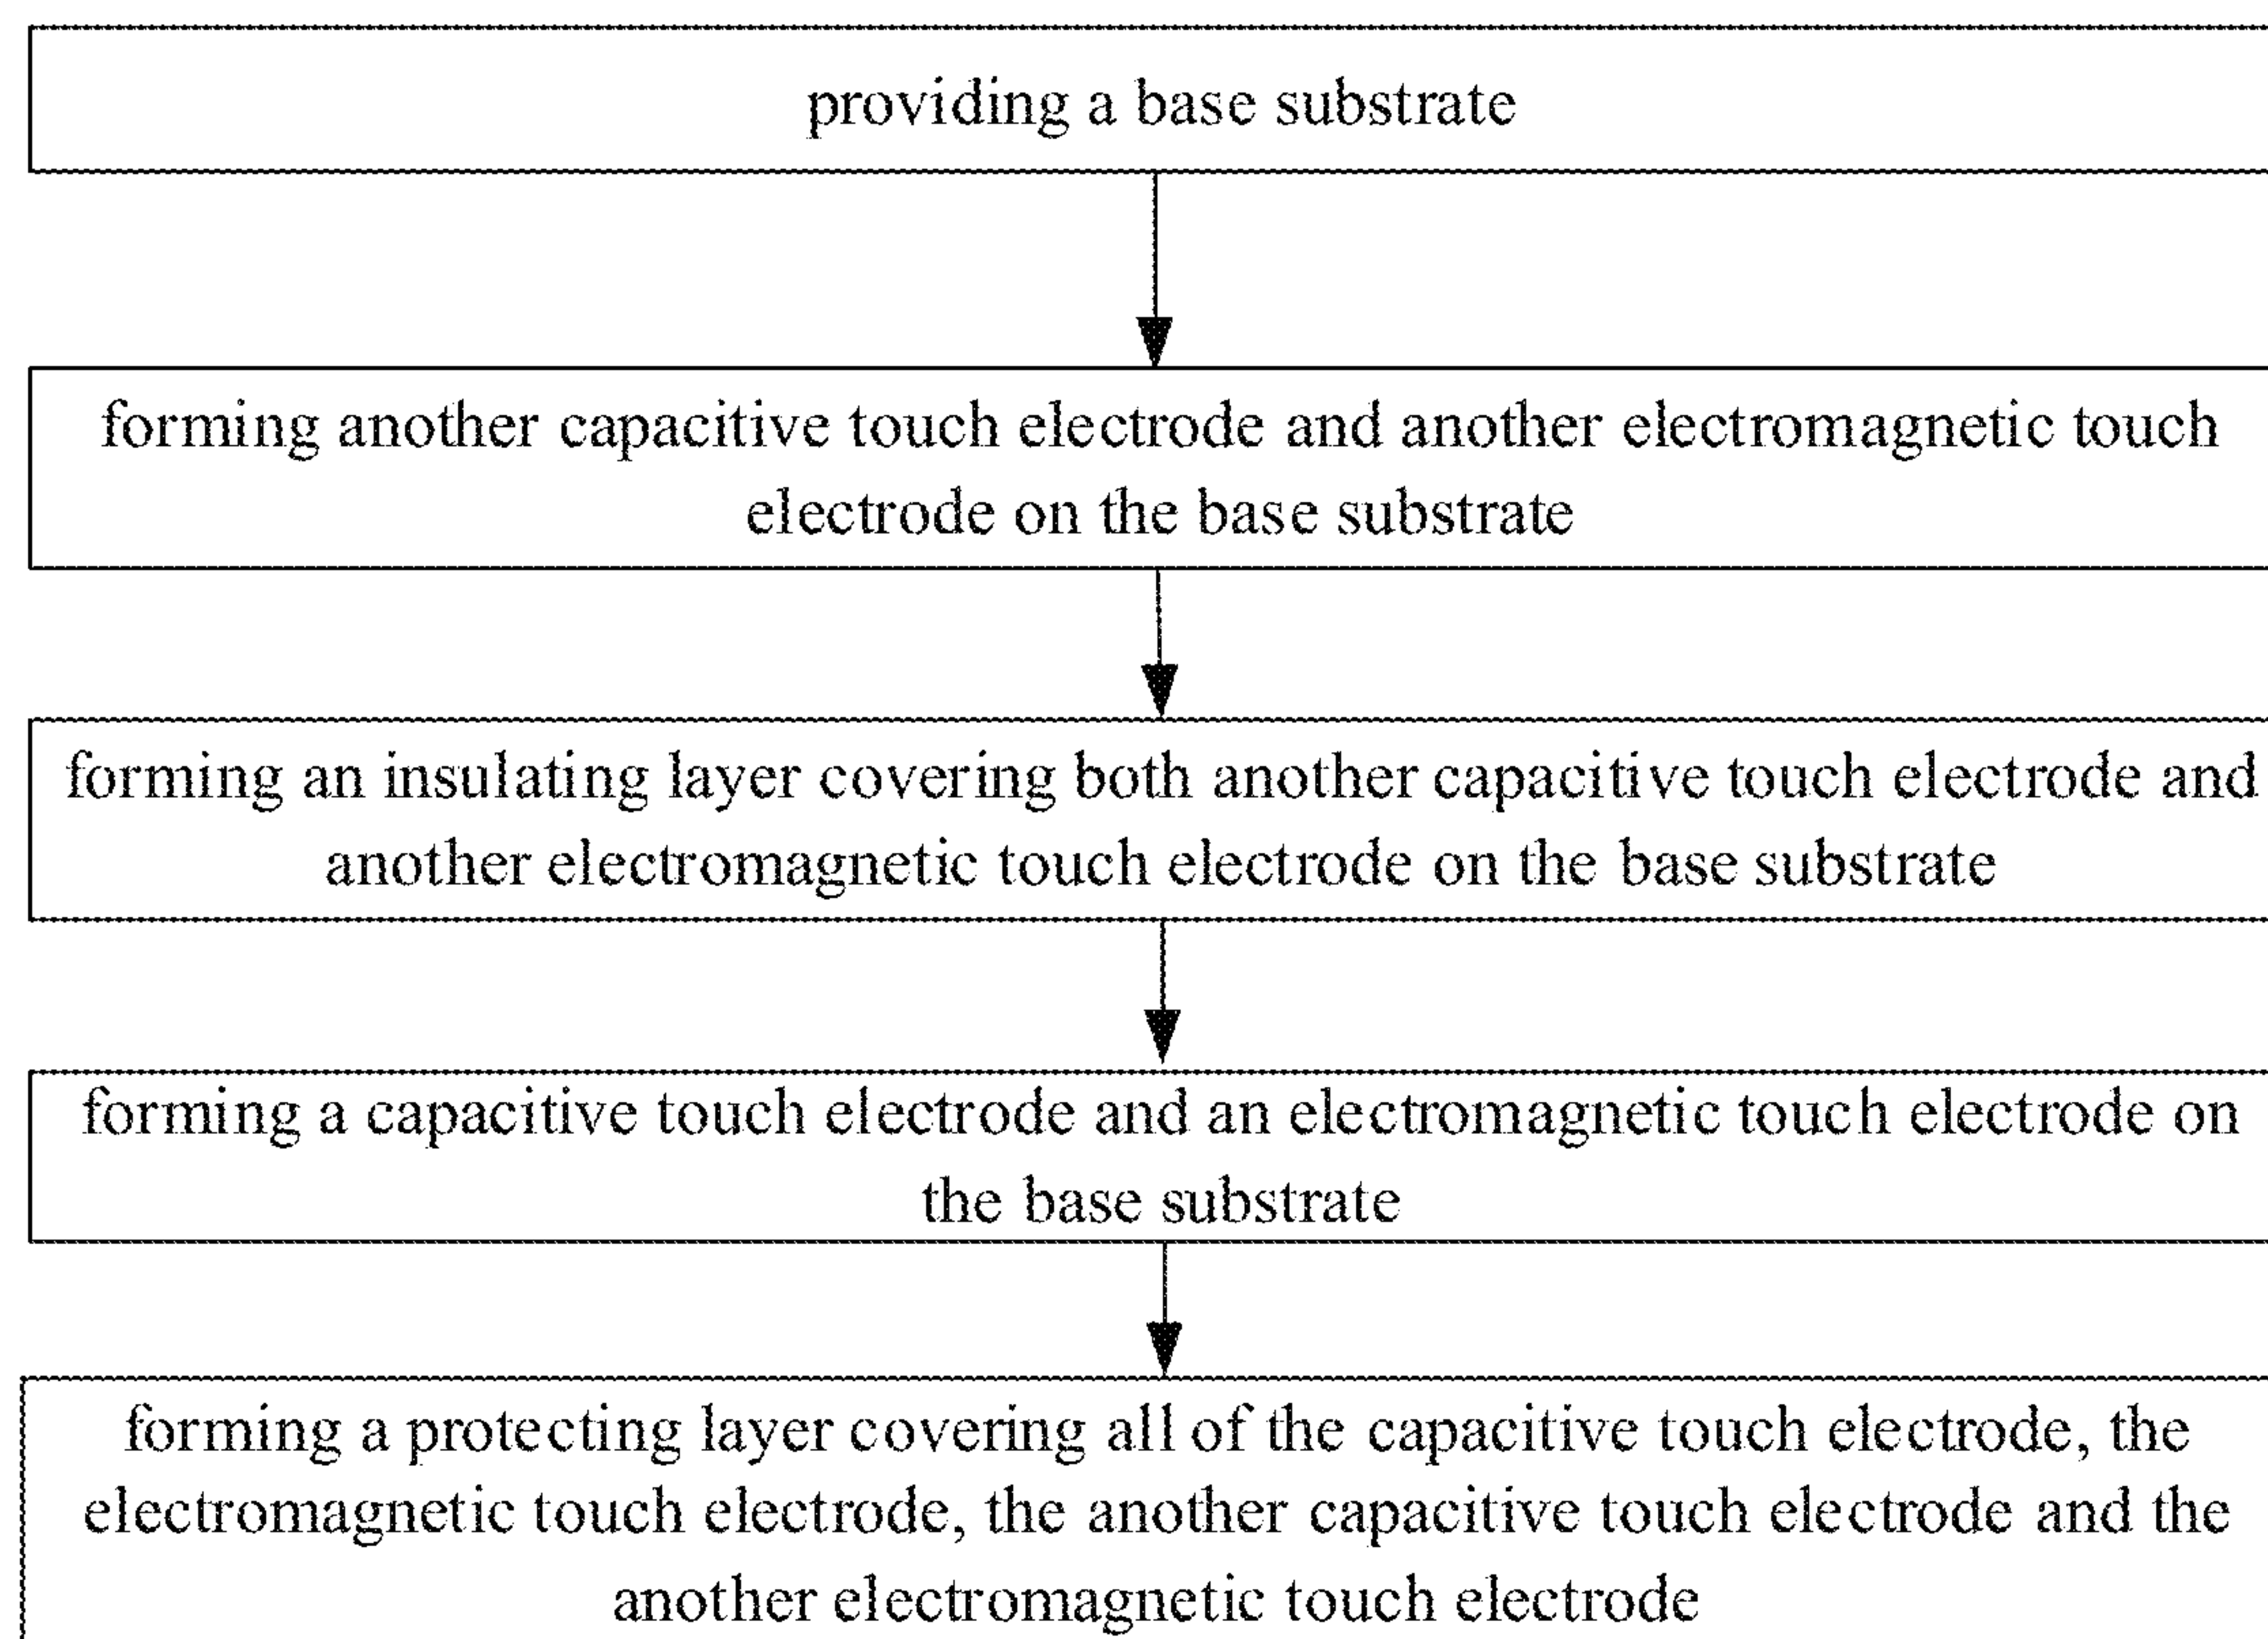 providing a base substrate
forming another capacitive touch electrode and another electromagnetic touch
electrode on the base substrate
forming an insulating layer covering both another capacitive touch electrode and
another electromagnetic touch electrode on the base substrate
forming a capacitive touch electrode and an electromagnetic touch electrode on
the base substrate
forming a protecting layer covering all of the capacitive touch electrode, the
electromagnetic touch electrode, the another capacitive touch electrode and the
another electromagnetic touch electrode